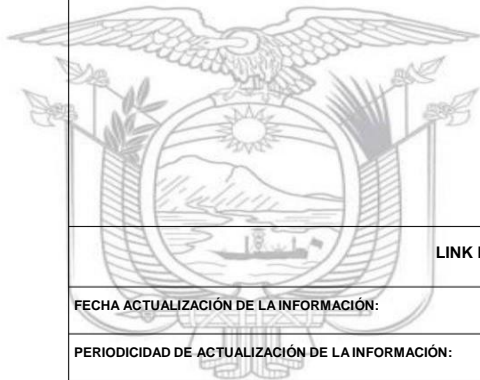 LINK
FECHA ACTUALIZACIÓN DE LA INFORMACIÓN:
PERIODICIDAD DE ACTUALIZACIÓN DE LA INFORMACIÓN: